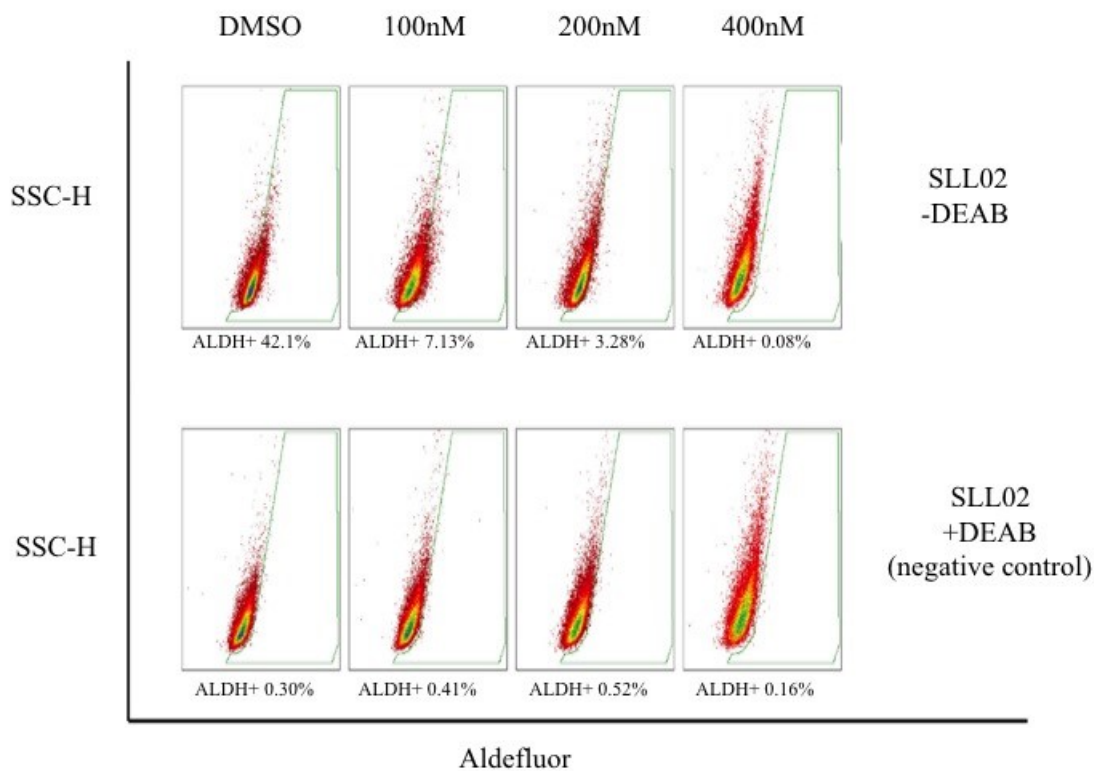 DMSO 100nM 200nM 400nM
SSC-H
SLL02
-DEAB
ALDH+ 42.1% ALDH+ 7.13% ALDH+ 3.28% ALDH+ 0.08%
SSC-H
SLL02
+DEAB
(negative control)
ALDH+ 0.30% ALDH+ 0.41% ALDH+ 0.52% ALDH+ 0.16%
Aldefluor